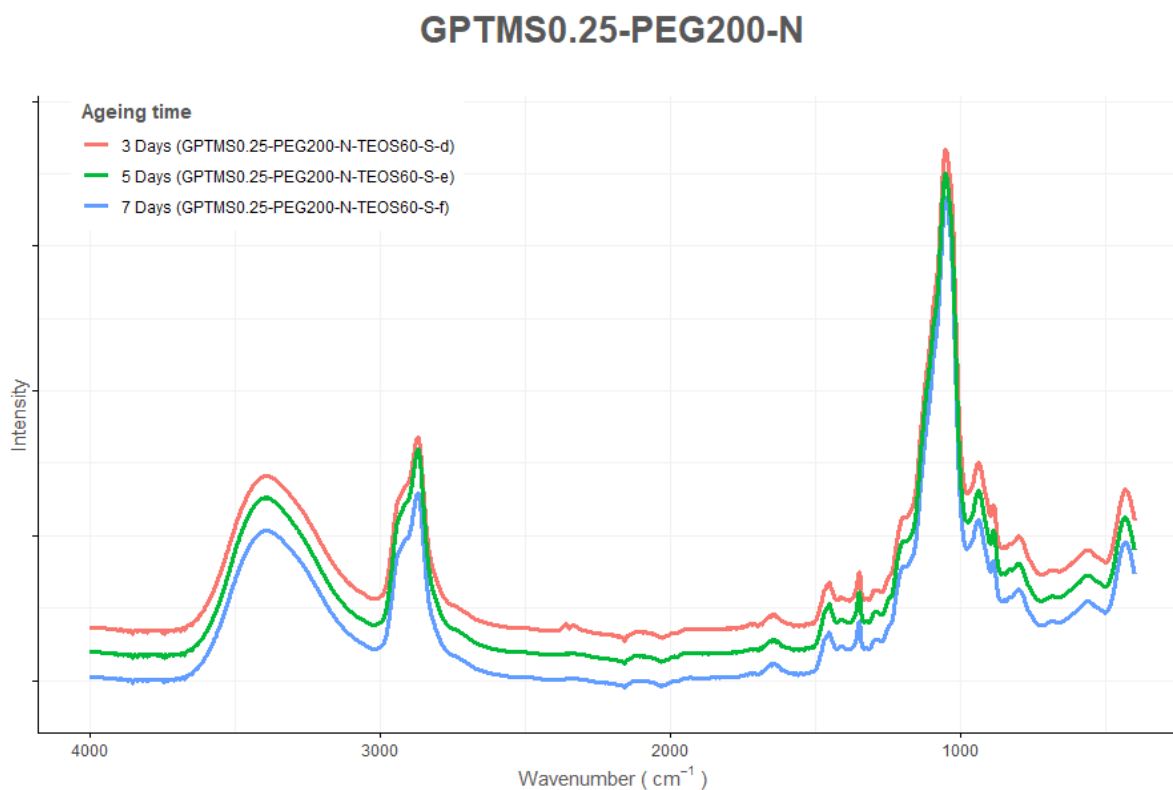 GPTMS0.25-PEG200-N
Ageing time
3 Days (GPTMS0.25-PEG200-N-TEOS60-S-d)
5 Days (GPTMS0.25-PEG200-N-TEOS60-S-e)
7 Days (GPTMS0.25-PEG200-N-TEOS60-S-f)
Intensity
4000 3000 2000 1000
Wavenumber ( cm⁻¹ )